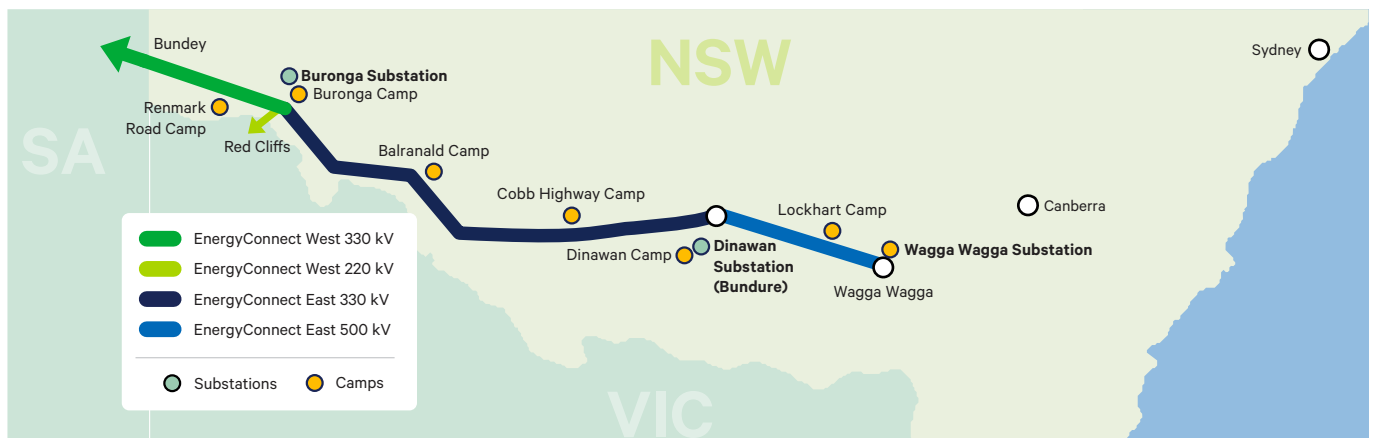 NSW
Sydney
Bundey
Buronga Substation
Buronga Camp
Renmark
Road Camp
SA
Red Cliffs
Balranald Camp
Cobb Highway Camp
Lockhart Camp
Canberra
Dinawan Camp
Dinawan
Substation
(Bundure)
Wagga Wagga Substation
Wagga Wagga
EnergyConnect West 330 kV
EnergyConnect West 220 kV
EnergyConnect East 330 kV
EnergyConnect East 500 kV
Substations
Camps
VIC